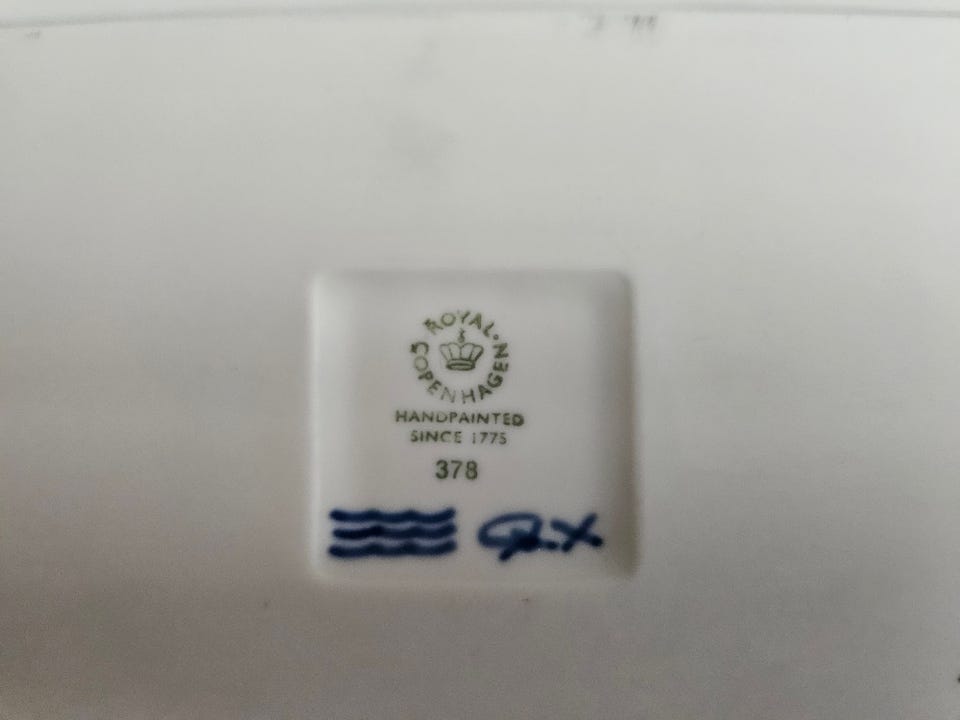 ROYAL
COPENHAGEN
HANDPAINTED
SINCE 1775
378